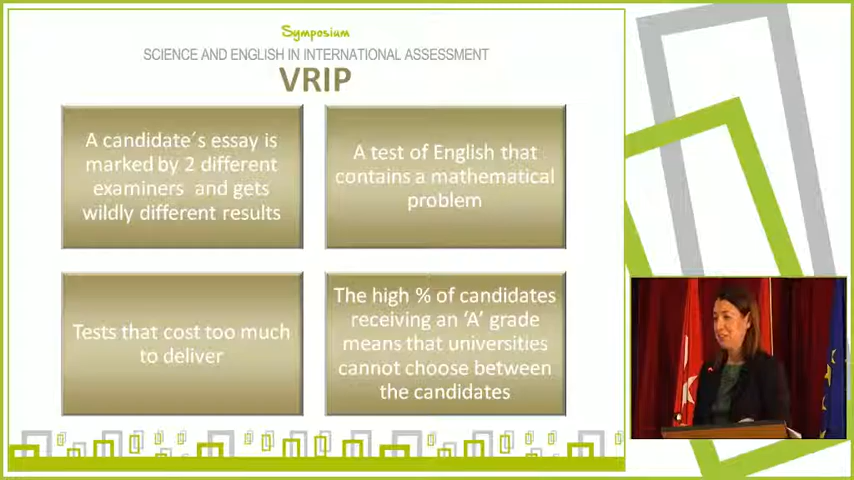 Symposium
SCIENCE AND ENGLISH IN INTERNATIONAL ASSESSMENT
VRIP
A candidate´s essay is
marked by 2 different
examiners and gets
wildly different results
A test of English that
contains a mathematical
problem
Tests that cost too much
to deliver
The high % of candidates
receiving an ‘A’ grade
means that universities
cannot choose between
the candidates